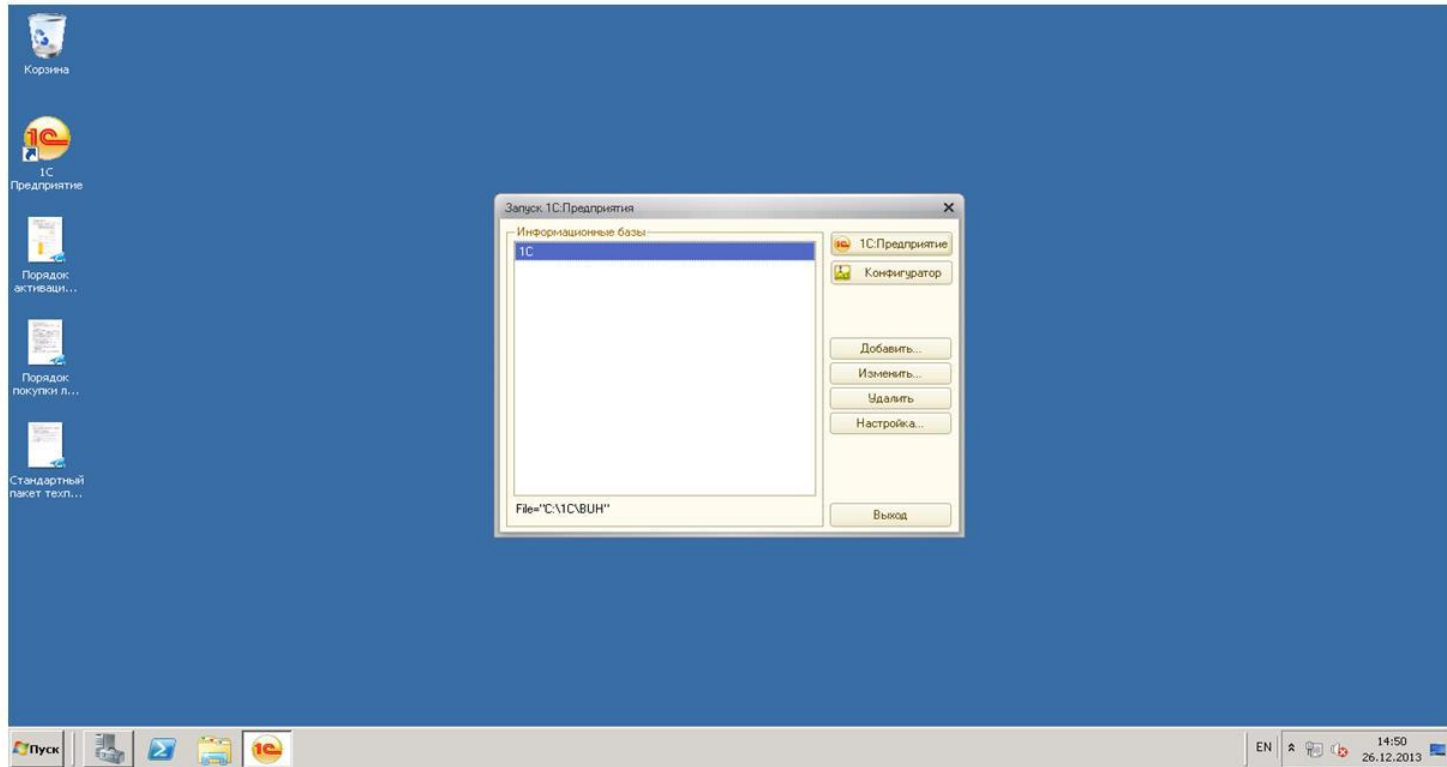 Корзина
1С
Предприятие
Порядок
активаци...
Порядок
покупки л...
Стандартный
пакет техп...
Запуск 1С:Предприятия
Информационные базы
1С
File="C:\1C\BUH"
1С:Предприятие
Конфигуратор
Добавить...
Изменить...
Удалить
Настройка...
Выход
Пуск
EN
14:50
26.12.2013